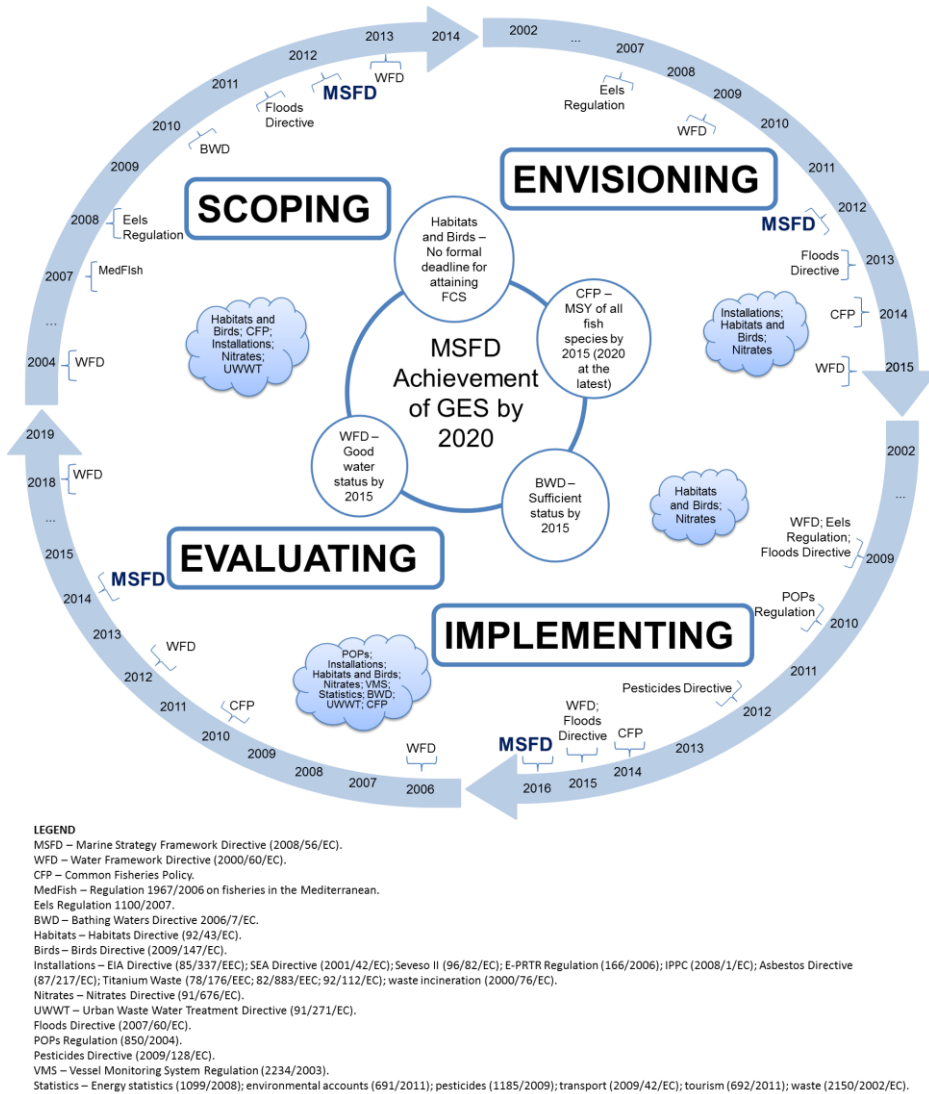 2002
...
2007
2008
2009
2010
2011
2012
2013
2014
2015
Eels
Regulation
WFD
MSFD
Floods
Directive
CFP
WFD
ENVISIONING
Installations;
Habitats and
Birds;
Nitrates
2002
...
2009
2010
2011
2012
2013
2014
2015
2016
WFD; Eels
Regulation;
Floods Directive
POPs
Regulation
Pesticides Directive
CFP
WFD;
Floods
Directive
MSFD
IMPLEMENTING
Habitats
and Birds;
Nitrates
2006
2007
2008
2009
2010
2011
2012
2013
2014
2015
...
2018
2019
WFD
CFP
WFD
MSFD
WFD
EVALUATING
POPs;
Installations;
Habitats and Birds;
Nitrates; VMS;
Statistics; BWD;
UWWT; CFP
2004
...
2007
2008
2009
2010
2011
2012
2013
2014
WFD
MedFIsh
Eels
Regulation
BWD
Floods
Directive
MSFD
WFD
SCOPING
Habitats and
Birds; CFP;
Installations;
Nitrates;
UWWT
Habitats
and Birds –
No formal
deadline for
attaining
FCS
CFP –
MSY of all
fish
species by
2015 (2020
at the
latest)
BWD –
Sufficient
status by
2015
WFD –
Good
water
status by
2015
MSFD
Achievement
of GES by
2020
LEGEND
MSFD – Marine Strategy Framework Directive (2008/56/EC).
WFD – Water Framework Directive (2000/60/EC).
CFP – Common Fisheries Policy.
MedFish – Regulation 1967/2006 on fisheries in the Mediterranean.
Eels Regulation 1100/2007.
BWD – Bathing Waters Directive 2006/7/EC.
Habitats – Habitats Directive (92/43/EC).
Birds – Birds Directive (2009/147/EC).
Installations – EIA Directive (85/337/EEC); SEA Directive (2001/42/EC); Seveso II (96/82/EC); E-PRTR Regulation (166/2006); IPPC (2008/1/EC); Asbestos Directive
(87/217/EC); Titanium Waste (78/176/EEC; 82/883/EEC; 92/112/EC); waste incineration (2000/76/EC).
Nitrates – Nitrates Directive (91/676/EC).
UWWT – Urban Waste Water Treatment Directive (91/271/EC).
Floods Directive (2007/60/EC).
POPs Regulation (850/2004).
Pesticides Directive (2009/128/EC).
VMS – Vessel Monitoring System Regulation (2234/2003).
Statistics – Energy statistics (1099/2008); environmental accounts (691/2011); pesticides (1185/2009); transport (2009/42/EC); tourism (692/2011); waste (2150/2002/EC).